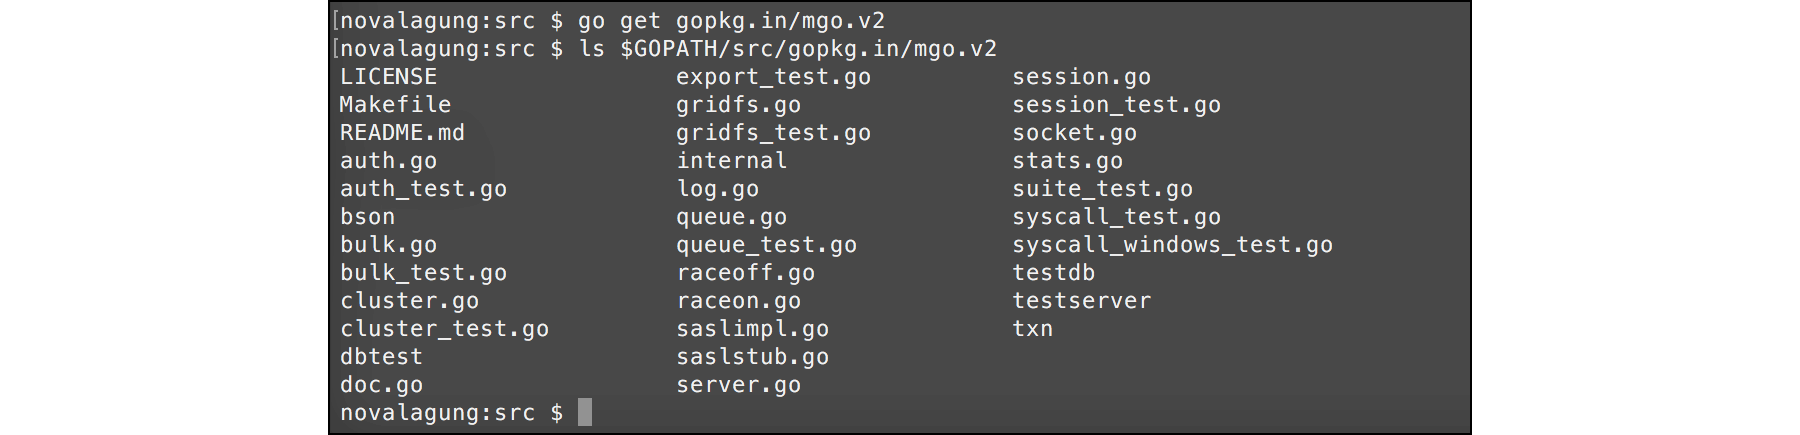 [novalagung:src $ go get gopkg.in/mgo.v2
[novalagung:src $ ls $GOPATH/src/gopkg.in/mgo.v2
LICENSE export_test.go session.go
Makefile gridfs.go session_test.go
README.md gridfs_test.go socket.go
auth.go internal stats.go
auth_test.go log.go suite_test.go
bson queue.go syscall_test.go
bulk.go queue_test.go syscall_windows_test.go
bulk_test.go raceoff.go testdb
cluster.go raceon.go testserver
cluster_test.go saslimpl.go txn
dbtest saslstub.go
doc.go server.go
novalagung:src $